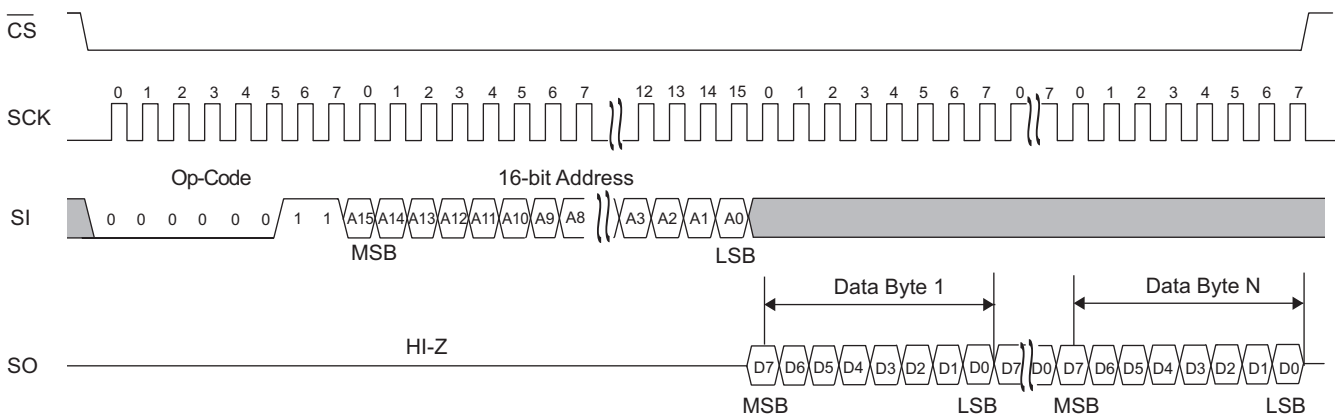 CS
SCK 0 1 2 3 4 5 6 7 0 1 2 3 4 5 6 7 12 13 14 15 0 1 2 3 4 5 6 7 0 7 0 1 2 3 4 5 6 7
Op-Code 16-bit Address
SI 0 0 0 0 0 0 1 1 A15 A14 A13 A12 A11 A10 A9 A8 A3 A2 A1 A0
MSB LSB
Data Byte 1 Data Byte N
HI-Z
SO D7 D6 D5 D4 D3 D2 D1 D0 D7 D0 D7 D6 D5 D4 D3 D2 D1 D0
MSB LSB MSB LSB